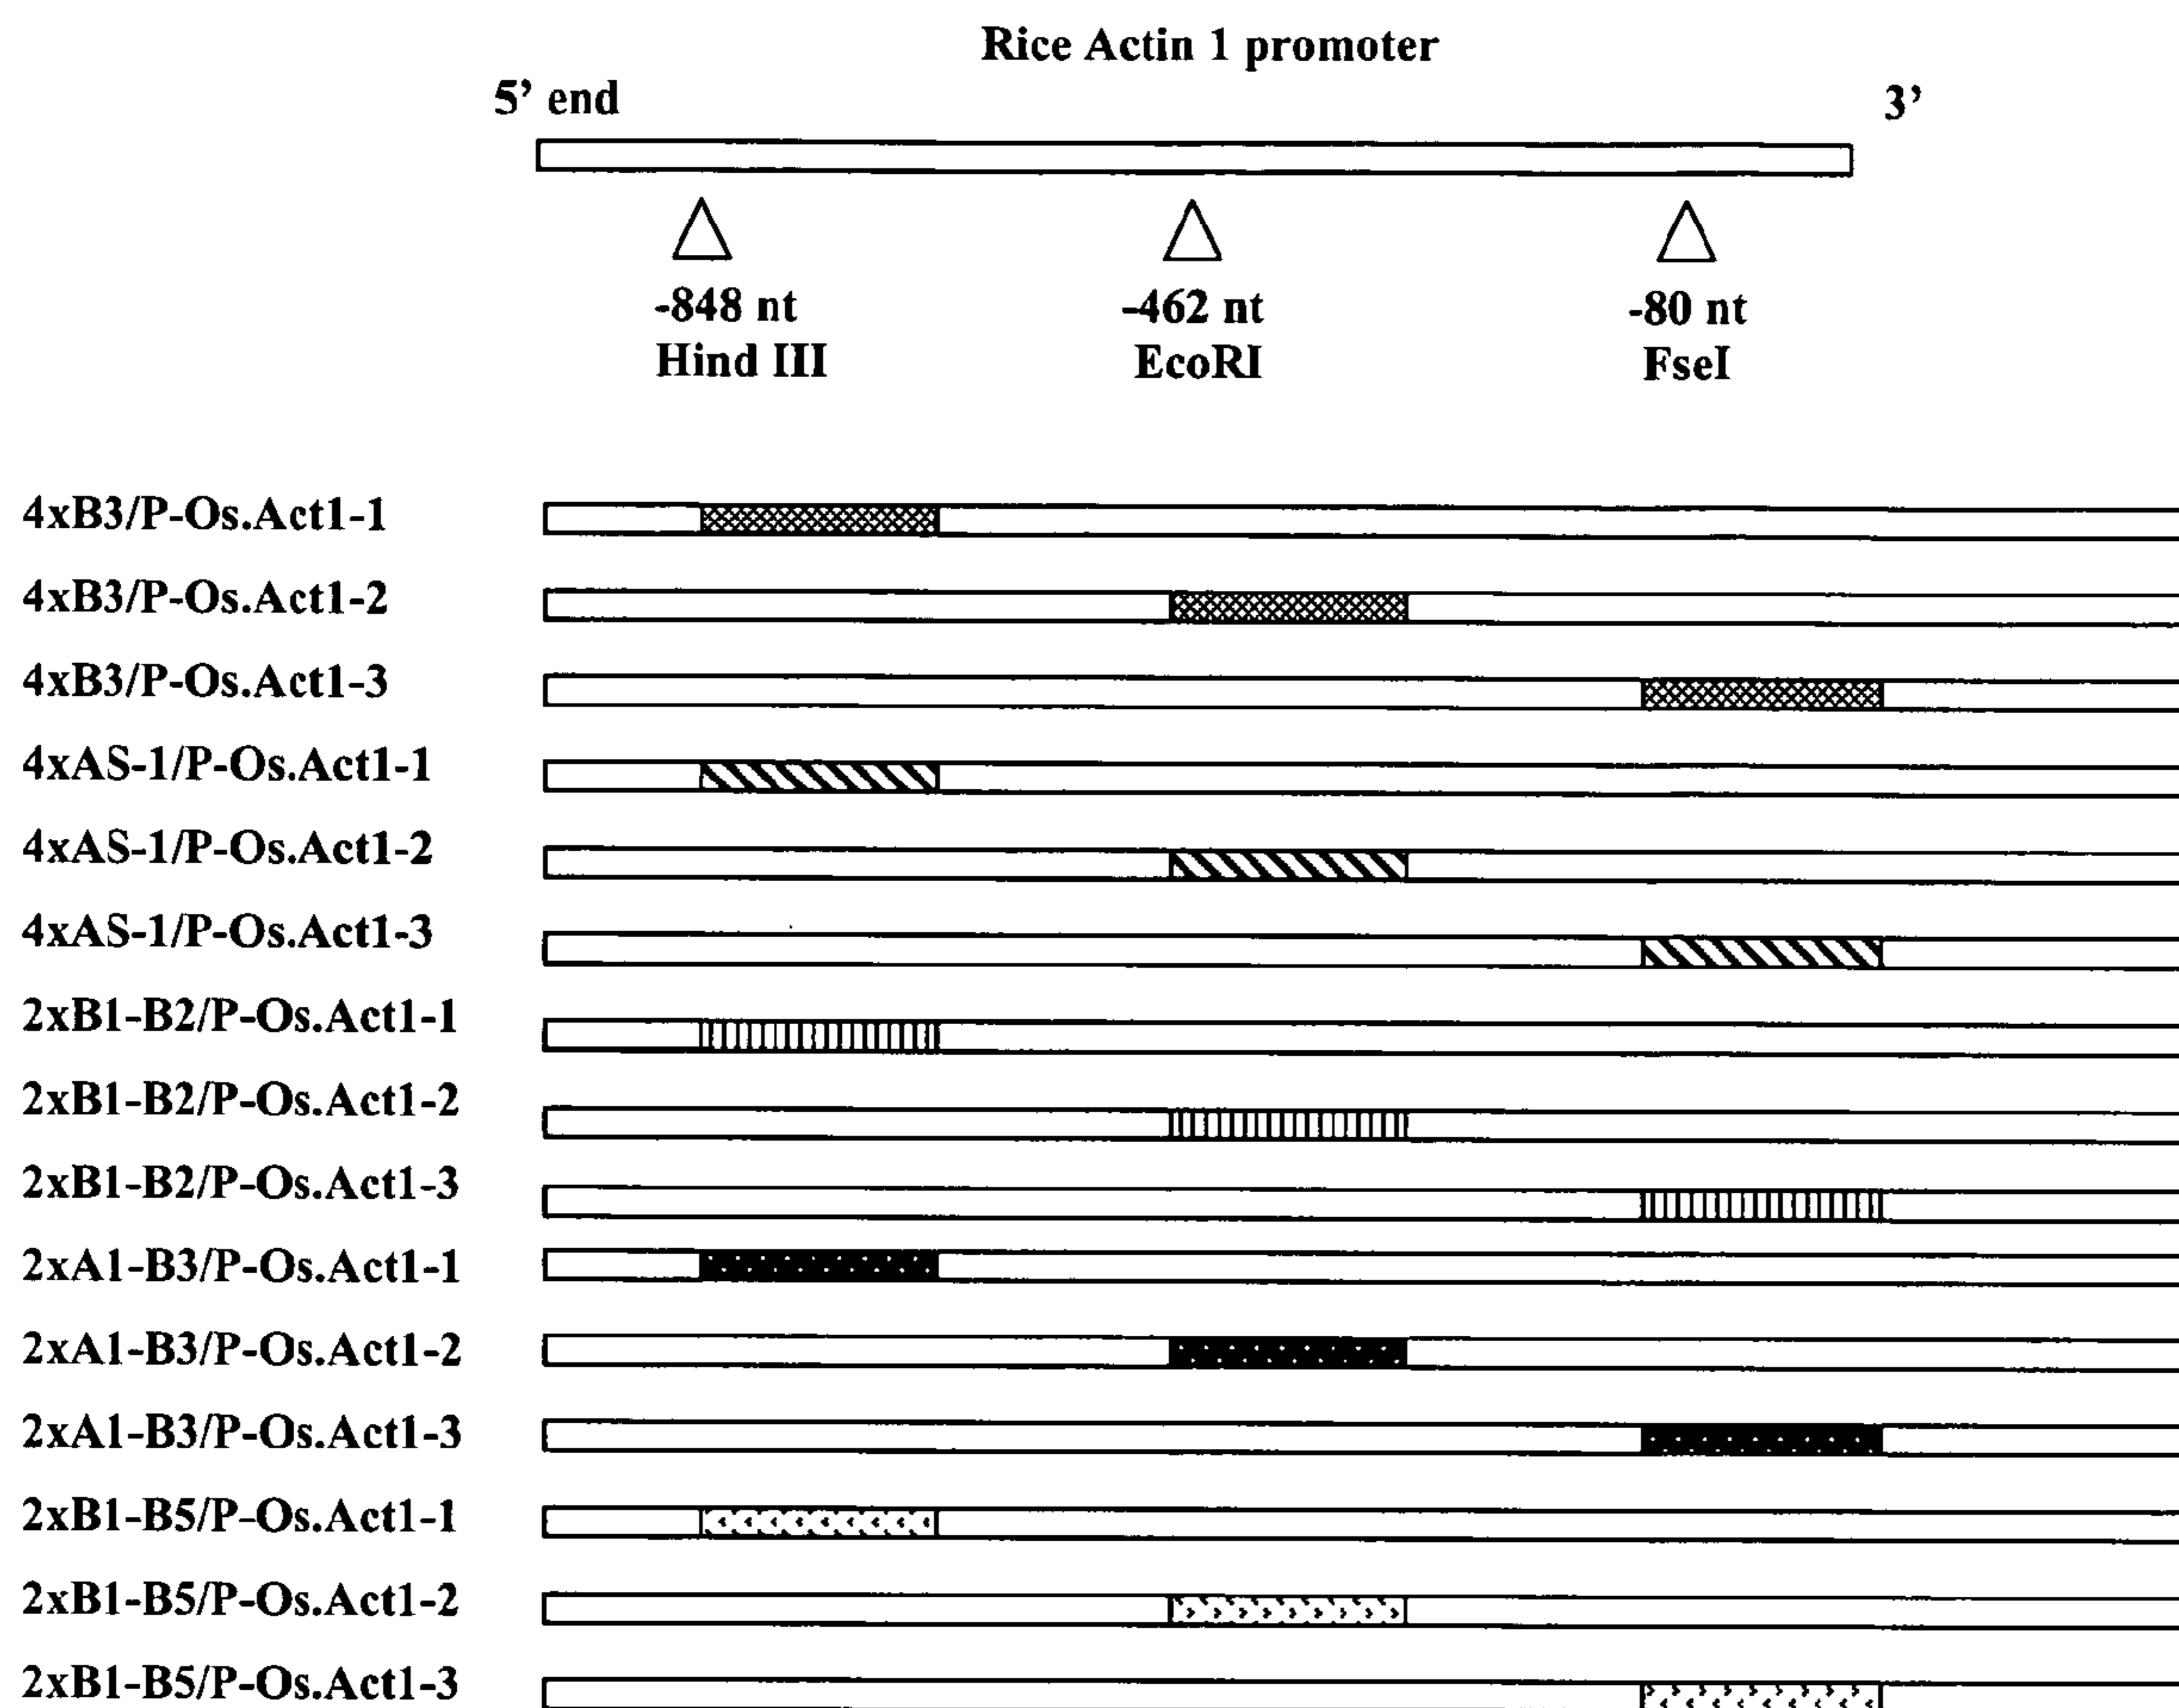 Rice Actin 1 promoter
5’ end 3’
-848 nt -462 nt -80 nt
Hind III EcoRI FseI
4xB3/P-Os.Act1-1
4xB3/P-Os.Act1-2
4xB3/P-Os.Act1-3
4xAS-1/P-Os.Act1-1
4xAS-1/P-Os.Act1-2
4xAS-1/P-Os.Act1-3
2xB1-B2/P-Os.Act1-1
2xB1-B2/P-Os.Act1-2
2xB1-B2/P-Os.Act1-3
2xA1-B3/P-Os.Act1-1
2xA1-B3/P-Os.Act1-2
2xA1-B3/P-Os.Act1-3
2xB1-B5/P-Os.Act1-1
2xB1-B5/P-Os.Act1-2
2xB1-B5/P-Os.Act1-3